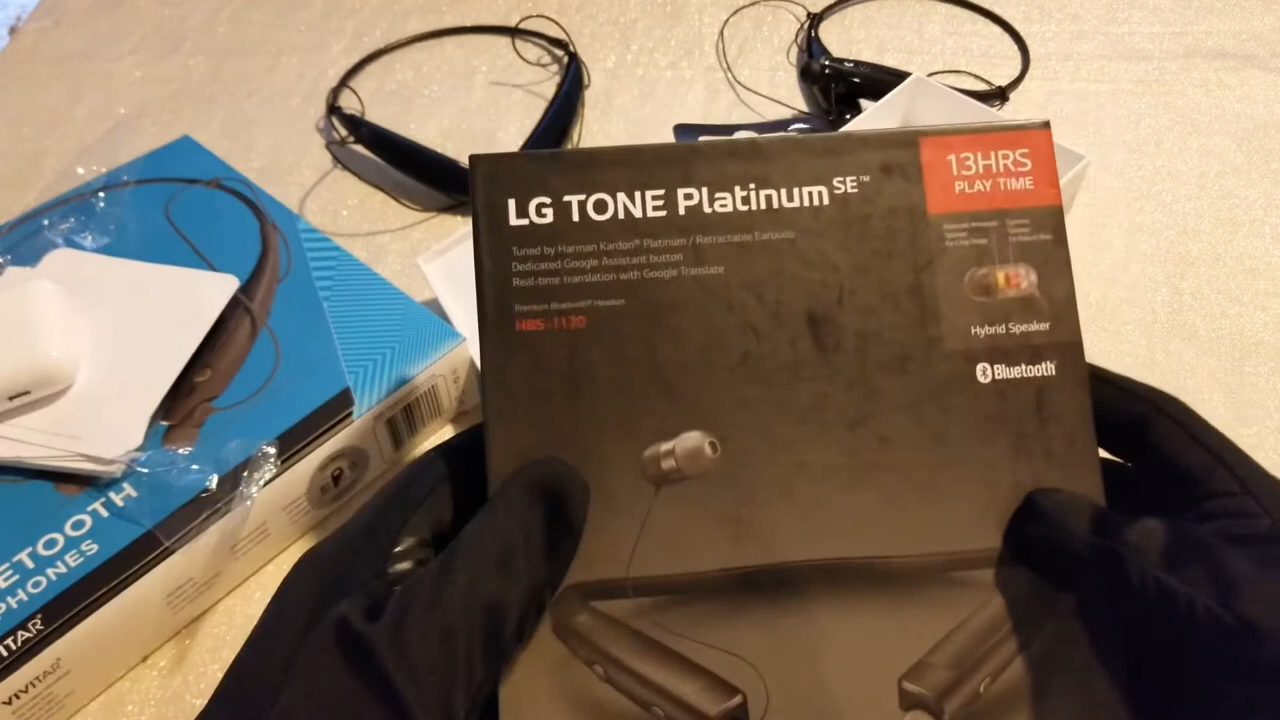 LG TONE Platinum SE™
Tuned by Harman Kardon® Platinum / Retractable Earbuds
Dedicated Google Assistant button
Real-time translation with Google Translate
Premium Bluetooth® Headset
HBS-1120
13HRS
PLAY TIME
Hybrid Speaker
Bluetooth®
ETOOTH
PHONES
ITAR
VIVITAR